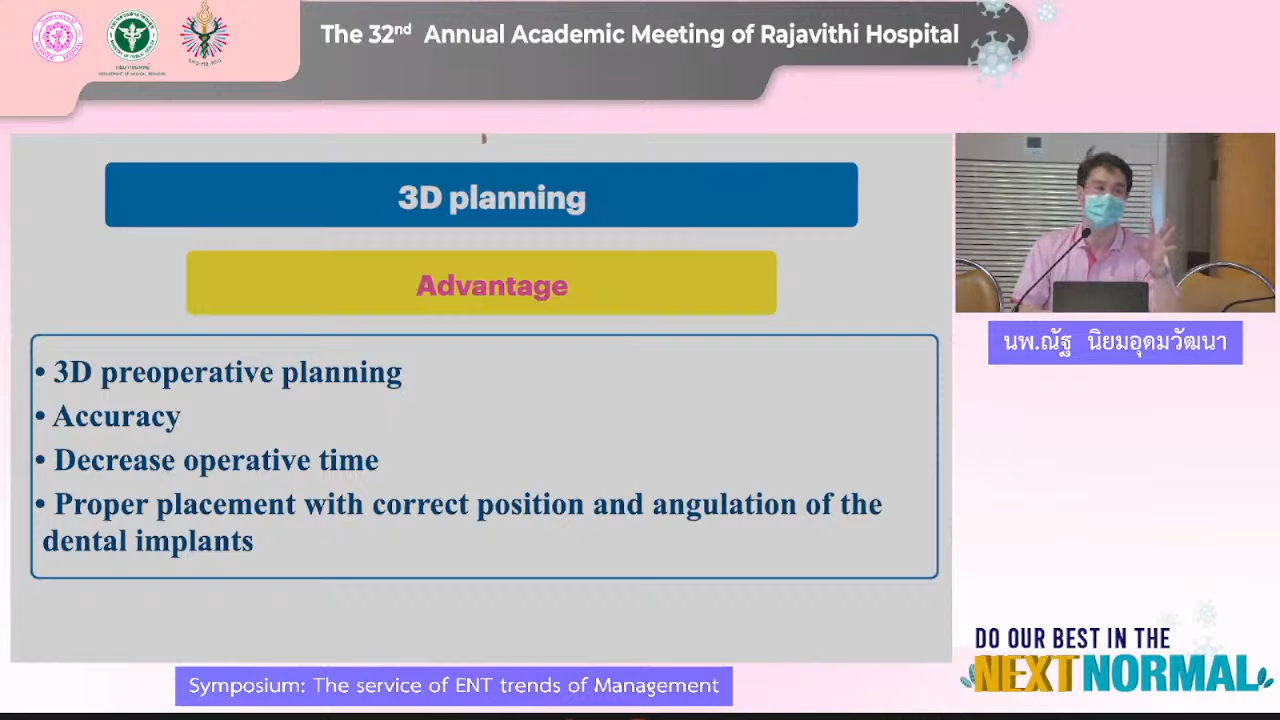 The 32nd Annual Academic Meeting of Rajavithi Hospital
3D planning
Advantage
• 3D preoperative planning
• Accuracy
• Decrease operative time
• Proper placement with correct position and angulation of the
dental implants
นพ.ณัฐ นิยมอุดมวัฒนา
DO OUR BEST IN THE
NEXT NORMAL
Symposium: The service of ENT trends of Management